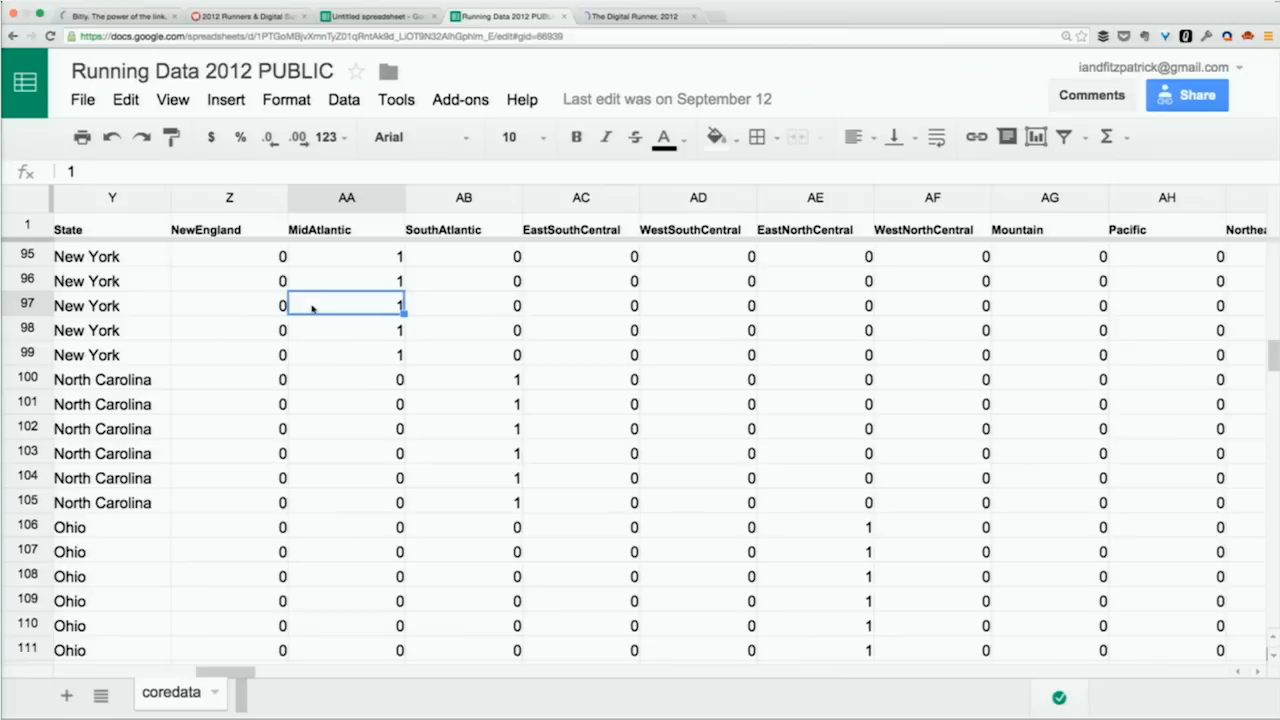 Bitly. The power of the link.
2012 Runners & Digital
Untitled spreadsheet - Go
Running Data 2012 PUBL
The Digital Runner, 2012
Running Data 2012 PUBLIC
iandfitzpatrick@gmail.com
File Edit View Insert Format Data Tools Add-ons Help Last edit was on September 12
Comments
Share
$ % .0 .00 123 Arial 10 B I S A Σ
fx 1
Y Z AA AB AC AD AE AF AG AH
1 State NewEngland MidAtlantic SouthAtlantic EastSouthCentral WestSouthCentral EastNorthCentral WestNorthCentral Mountain Pacific
95 New York 0 1 0 0 0 0 0 0 0
96 New York 0 1 0 0 0 0 0 0 0
97 New York 0 1 0 0 0 0 0 0 0
98 New York 0 1 0 0 0 0 0 0 0
99 New York 0 1 0 0 0 0 0 0 0
100 North Carolina 0 0 1 0 0 0 0 0 0
101 North Carolina 0 0 1 0 0 0 0 0 0
102 North Carolina 0 0 1 0 0 0 0 0 0
103 North Carolina 0 0 1 0 0 0 0 0 0
104 North Carolina 0 0 1 0 0 0 0 0 0
105 North Carolina 0 0 1 0 0 0 0 0 0
106 Ohio 0 0 0 0 0 1 0 0 0
107 Ohio 0 0 0 0 0 1 0 0 0
108 Ohio 0 0 0 0 0 1 0 0 0
109 Ohio 0 0 0 0 0 1 0 0 0
110 Ohio 0 0 0 0 0 1 0 0 0
111 Ohio 0 0 0 0 0 1 0 0 0
coredata